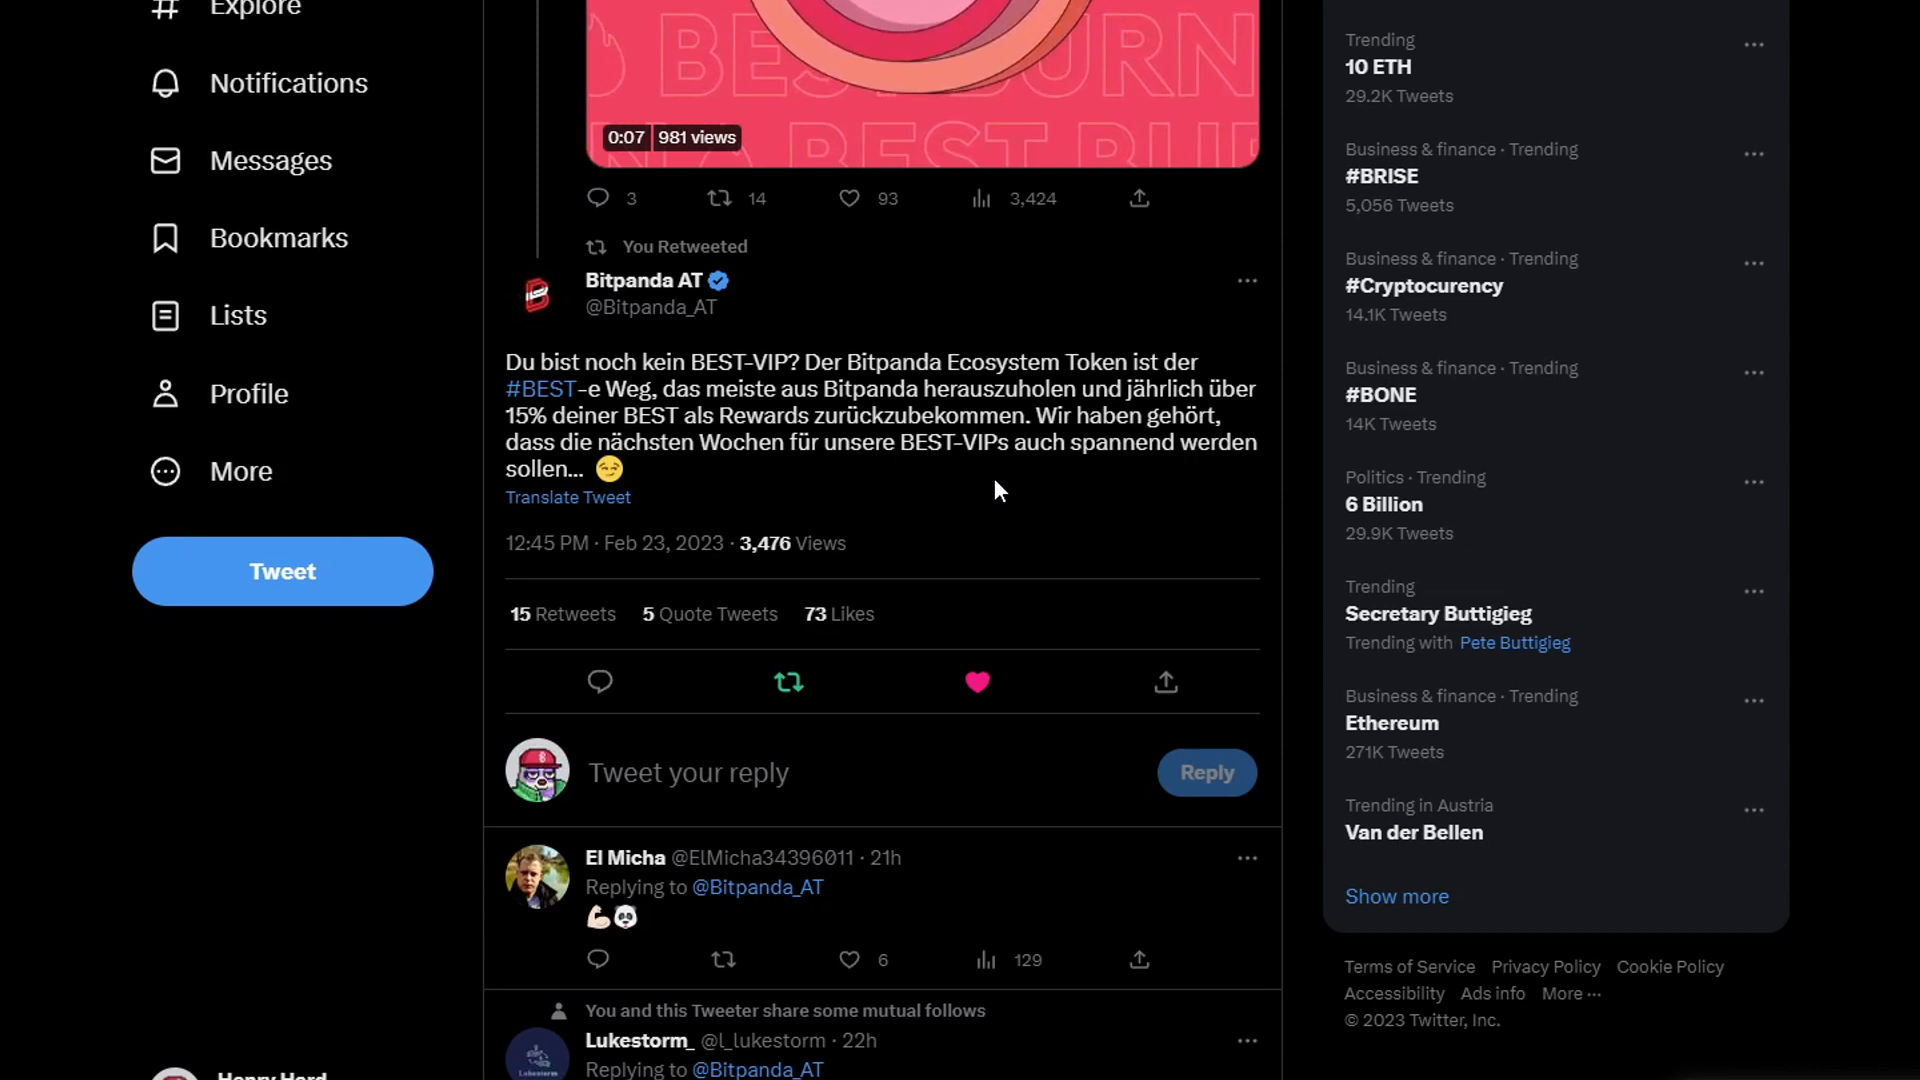 Explore
Notifications
Messages
Bookmarks
Lists
Profile
More
Tweet
BEST BURN
A BEST BUR
0:07 981 views
3 14 93 3,424
You Retweeted
Bitpanda AT
@Bitpanda_AT
Du bist noch kein BEST-VIP? Der Bitpanda Ecosystem Token ist der
#BEST-e Weg, das meiste aus Bitpanda herauszuholen und jährlich über
15% deiner BEST als Rewards zurückzubekommen. Wir haben gehört,
dass die nächsten Wochen für unsere BEST-VIPs auch spannend werden
sollen... 😏
Translate Tweet
12:45 PM · Feb 23, 2023 · 3,476 Views
15 Retweets 5 Quote Tweets 73 Likes
Tweet your reply
Reply
El Micha @ElMicha34396011 · 21h
Replying to @Bitpanda_AT
💪🏻🐼
6 129
You and this Tweeter share some mutual follows
Lukestorm_ @l_lukestorm · 22h
Lukestorm
Replying to @Bitpanda_AT
Trending
10 ETH
29.2K Tweets
Business & finance · Trending
#BRISE
5,056 Tweets
Business & finance · Trending
#Cryptocurency
14.1K Tweets
Business & finance · Trending
#BONE
14K Tweets
Politics · Trending
6 Billion
29.9K Tweets
Trending
Secretary Buttigieg
Trending with Pete Buttigieg
Business & finance · Trending
Ethereum
271K Tweets
Trending in Austria
Van der Bellen
Show more
Terms of Service Privacy Policy Cookie Policy
Accessibility Ads info More ···
© 2023 Twitter, Inc.